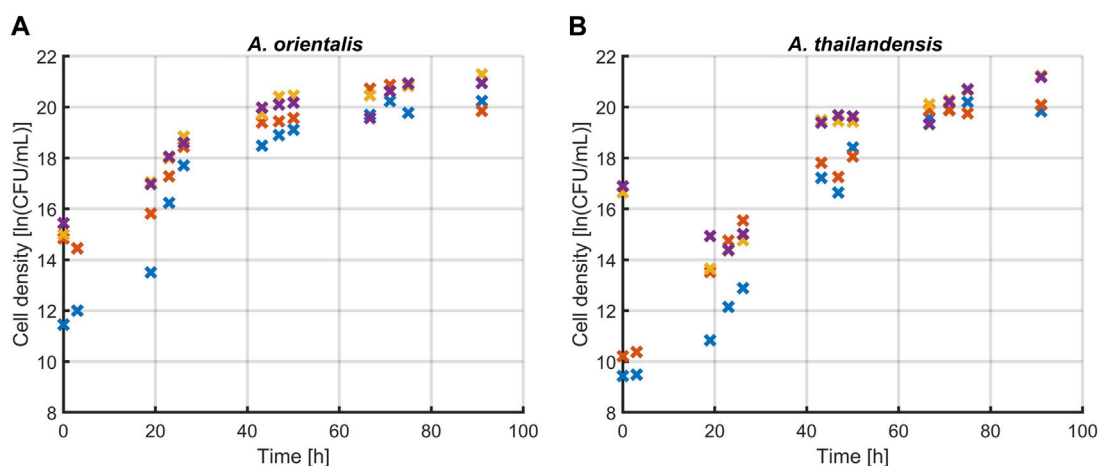 A
A. orientalis
Cell density [ln(CFU/mL)]
22
20
18
16
14
12
10
8
0 20 40 60 80 100
Time [h]
B
A. thailandensis
Cell density [ln(CFU/mL)]
22
20
18
16
14
12
10
8
0 20 40 60 80 100
Time [h]